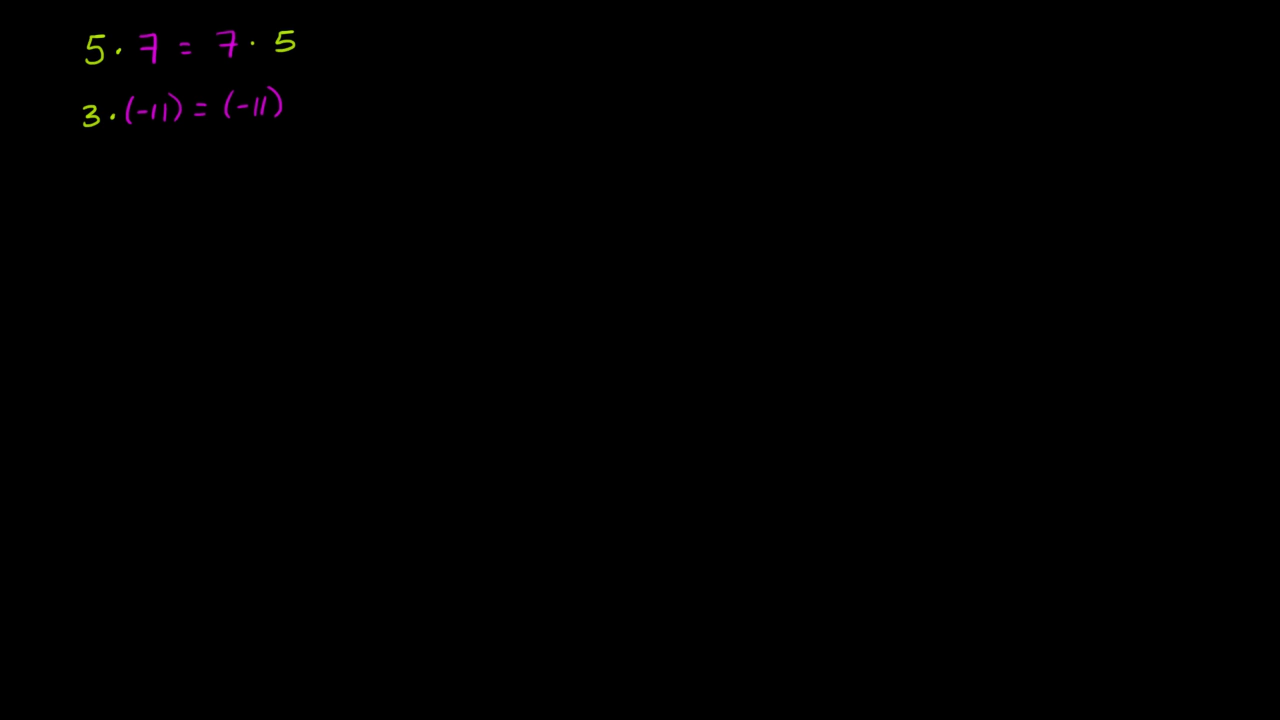 5 · 7 = 7 · 5
3 · (-11) = (-11)